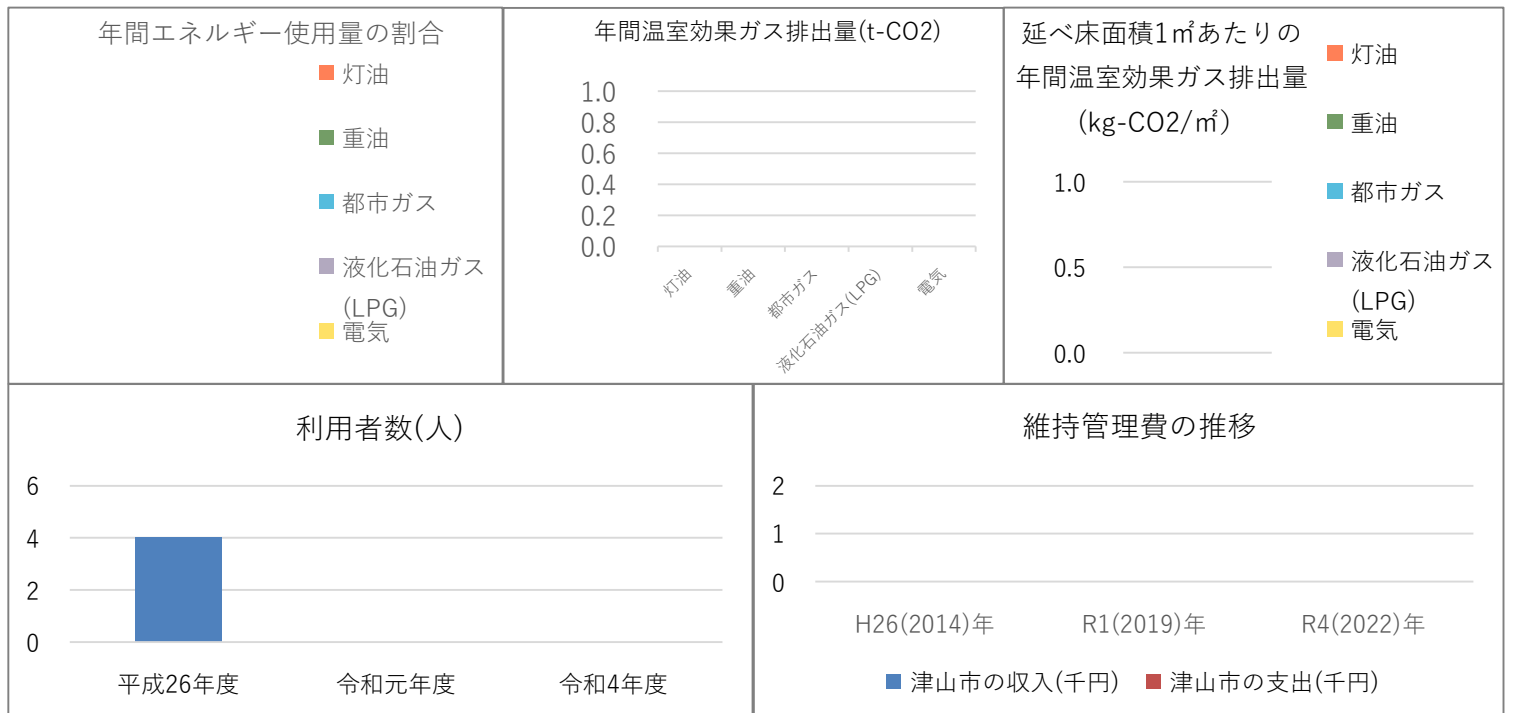 年間エネルギー使用量の割合
灯油
重油
都市ガス
液化石油ガス
(LPG)
電気
年間温室効果ガス排出量(t-CO2)
1.0
0.8
0.6
0.4
0.2
0.0
灯油
重油
都市ガス
液化石油ガス(LPG)
電気
延べ床面積1㎡あたりの
年間温室効果ガス排出量
(kg-CO2/㎡)
1.0
0.5
0.0
灯油
重油
都市ガス
液化石油ガス
(LPG)
電気
利用者数(人)
6
4
2
0
平成26年度 令和元年度 令和4年度
維持管理費の推移
2
1
0
H26(2014)年 R1(2019)年 R4(2022)年
津山市の収入(千円) 津山市の支出(千円)